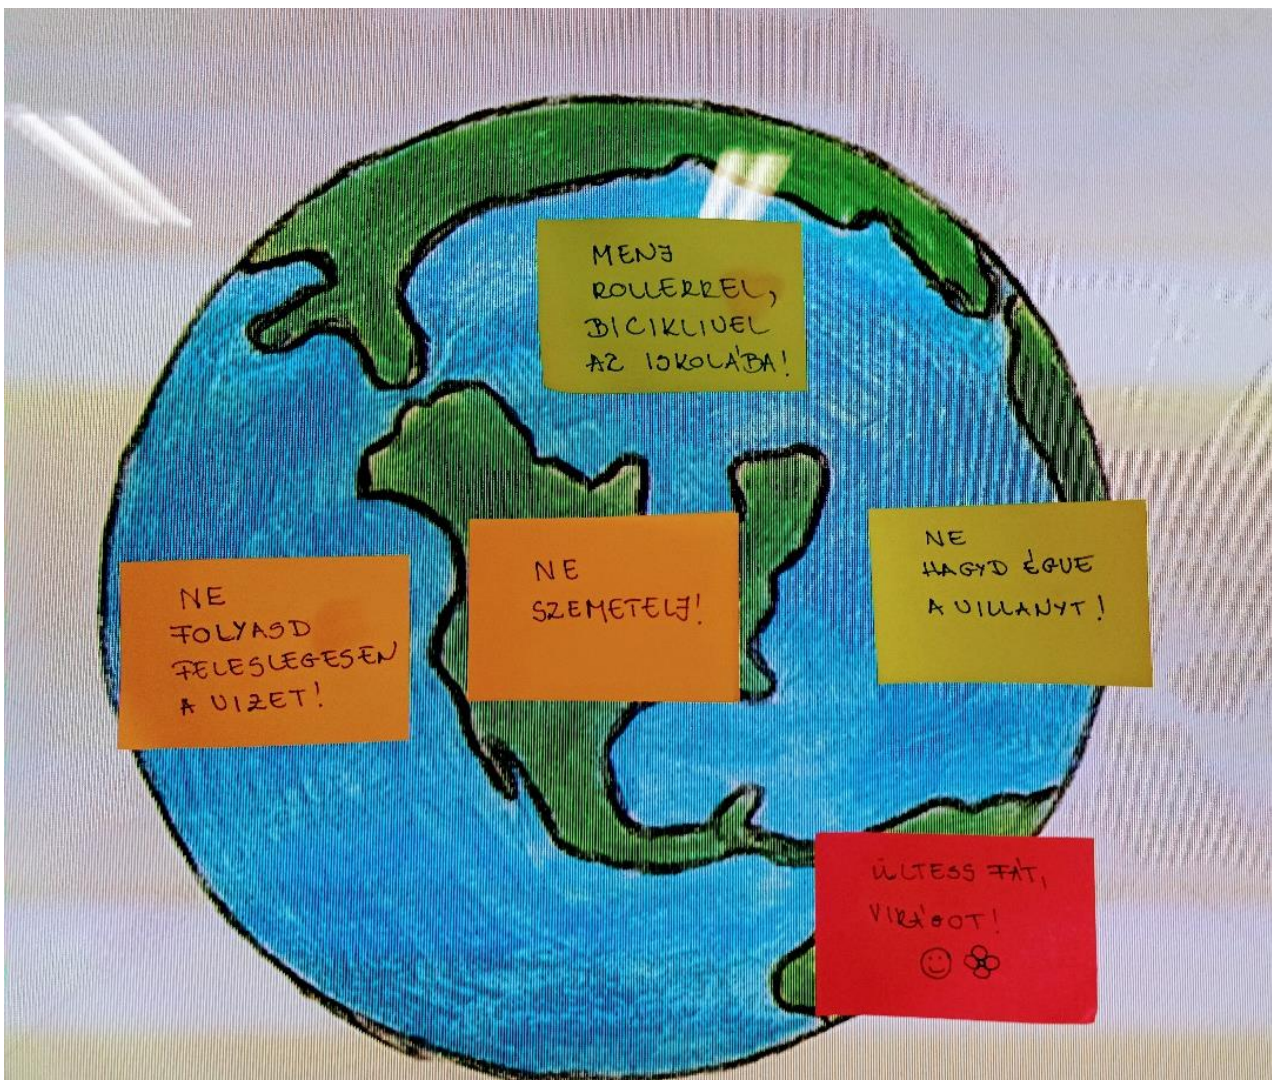 MENJ
ROLLERREL,
BICIKLIVEL
AZ ISKOLÁBA!
NE
FOLYASD
FELESLEGESEN
A VIZET!
NE
SZEMETELJ!
NE
HAGYD ÉGVE
A VILLANYT!
ÜLTESS FÁT,
VIRÁGOT!